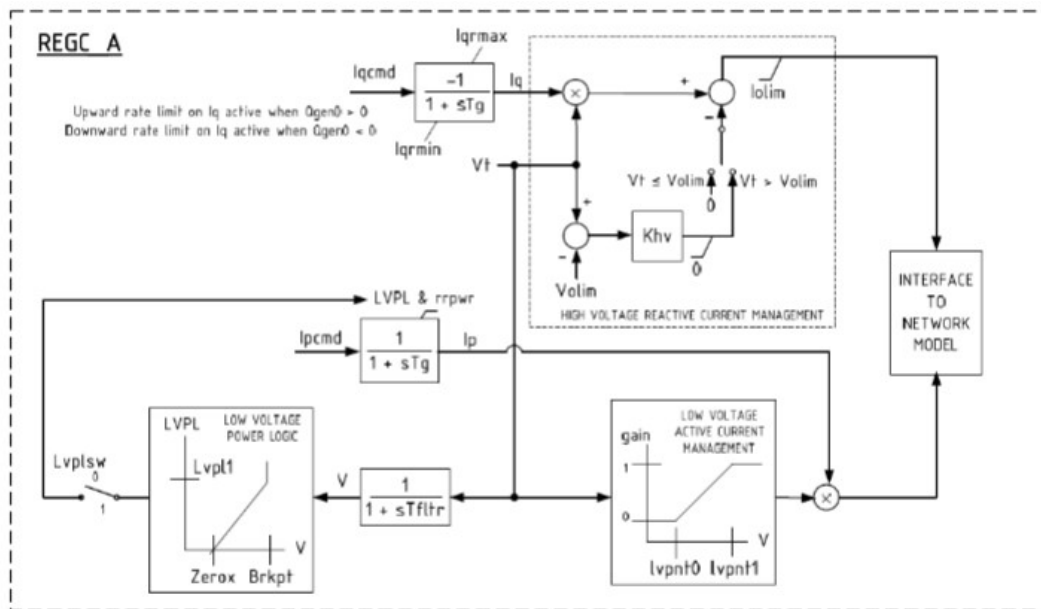 REGC_A
Iqrmax
Iqcmd
-1
1 + sTg
Iq
Upward rate limit on Iq active when Qgen0 > 0
Downward rate limit on Iq active when Qgen0 < 0
Iqrmin
×
+
-
Iolim
Vt
Vt ≤ Volim
0
Vt > Volim
+
-
Khv
0
Volim
HIGH VOLTAGE REACTIVE CURRENT MANAGEMENT
INTERFACE
TO
NETWORK
MODEL
LVPL & rrpwr
Ipcmd
1
1 + sTg
Ip
LVPL
LOW VOLTAGE
POWER LOGIC
Lvpl1
V
Zerox
Brkpt
Lvplsw
0
1
V
1
1 + sTfltr
LOW VOLTAGE
ACTIVE CURRENT
MANAGEMENT
gain
1
0
V
lvpnt0
lvpnt1
×